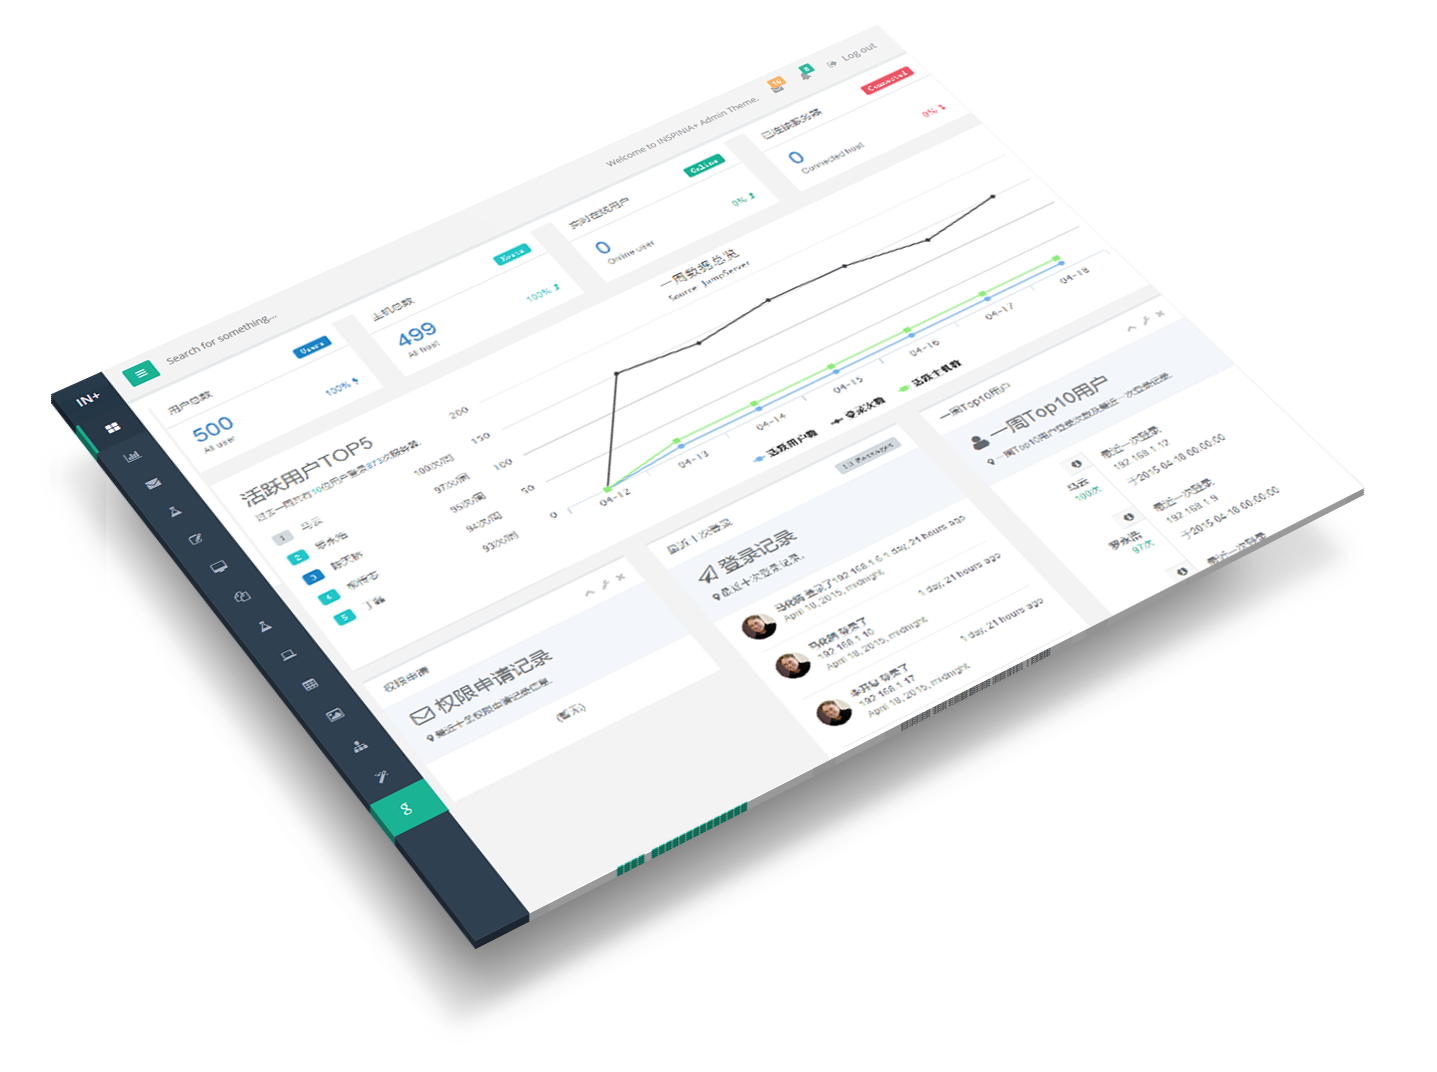 IN+
Search for something...
Welcome to INSPINIA+ Admin Theme.
16
8
Log out
用户总数
Users
500
100%
All user
主机总数
Hosts
499
100%
All host
实时在线用户
Online
0
0%
Online user
已连接服务器
Connected
0
0%
Connected host
活跃用户TOP5
过去一周共有10位用户登录873次服务器.
1 马云 100次/周
2 罗永浩 97次/周
3 95次/周
4 94次/周
5 丁磊 93次/周
一周数据总览
Source: JumpServer
200
150
100
50
0
04-12
04-13
04-14
04-15
04-16
04-17
04-18
活跃用户数
登录次数
活跃主机数
权限申请
权限申请记录
最近十条权限申请记录信息.
(暂无)
最近十次登录
10 Messages
登录记录
最近十次登录记录.
马化腾 登录了192.168.1.6 1 day, 21 hours ago
April 18, 2015, midnight
马化腾 登录了 1 day, 21 hours ago
192.168.1.10
April 18, 2015, midnight
李开复 登录了 1 day, 21 hours ago
192.168.1.17
April 18, 2015, midnight
一周Top10用户
一周Top10用户
一周Top10用户登录次数及最近一次登录记录.
马云
100次
最近一次登录
192.168.1.12
于2015-04-18 00:00:00
罗永浩
97次
最近一次登录
192.168.1.9
于2015-04-18 00:00:00
最近一次登录